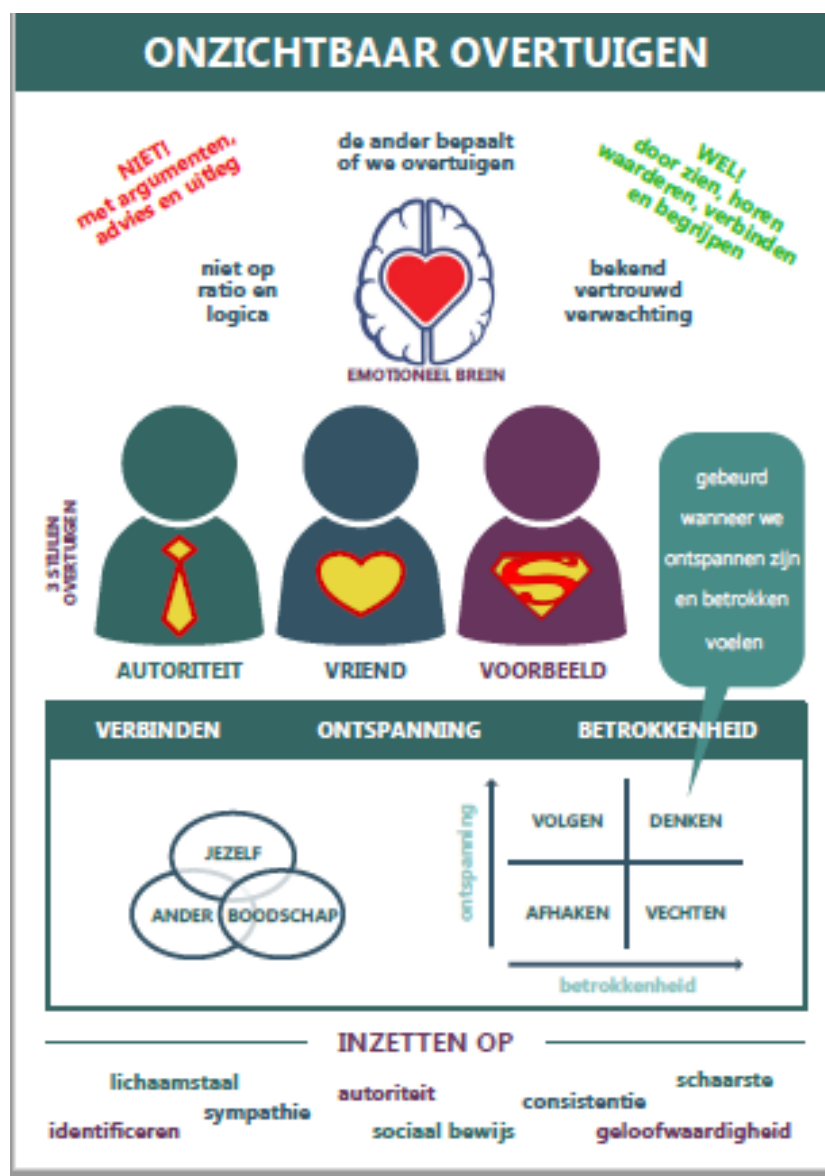 ONZICHTBAAR OVERTUIGEN
NIET!
met argumenten,
advies en uitleg
de ander bepaalt
of we overtuigen
WEL!
door zien, horen
waarderen, verbinden
en begrijpen
niet op
ratio en
logica
bekend
vertrouwd
verwachting
EMOTIONEEL BREIN
3 STIJLEN
OVERTUIGEN
AUTORITEIT
VRIEND
VOORBEELD
gebeurd
wanneer we
ontspannen zijn
en betrokken
voelen
VERBINDEN
ONTSPANNING
BETROKKENHEID
JEZELF
ANDER
BOODSCHAP
ontspanning
VOLGEN
DENKEN
AFHAKEN
VECHTEN
betrokkenheid
INZETTEN OP
lichaamstaal
autoriteit
schaarste
sympathie
consistentie
identificeren
sociaal bewijs
geloofwaardigheid